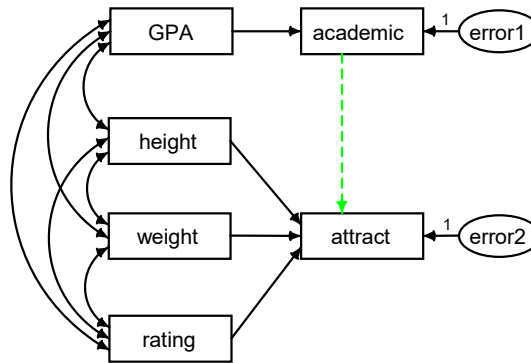 GPA
academic
1
error1
height
weight
attract
1
error2
rating